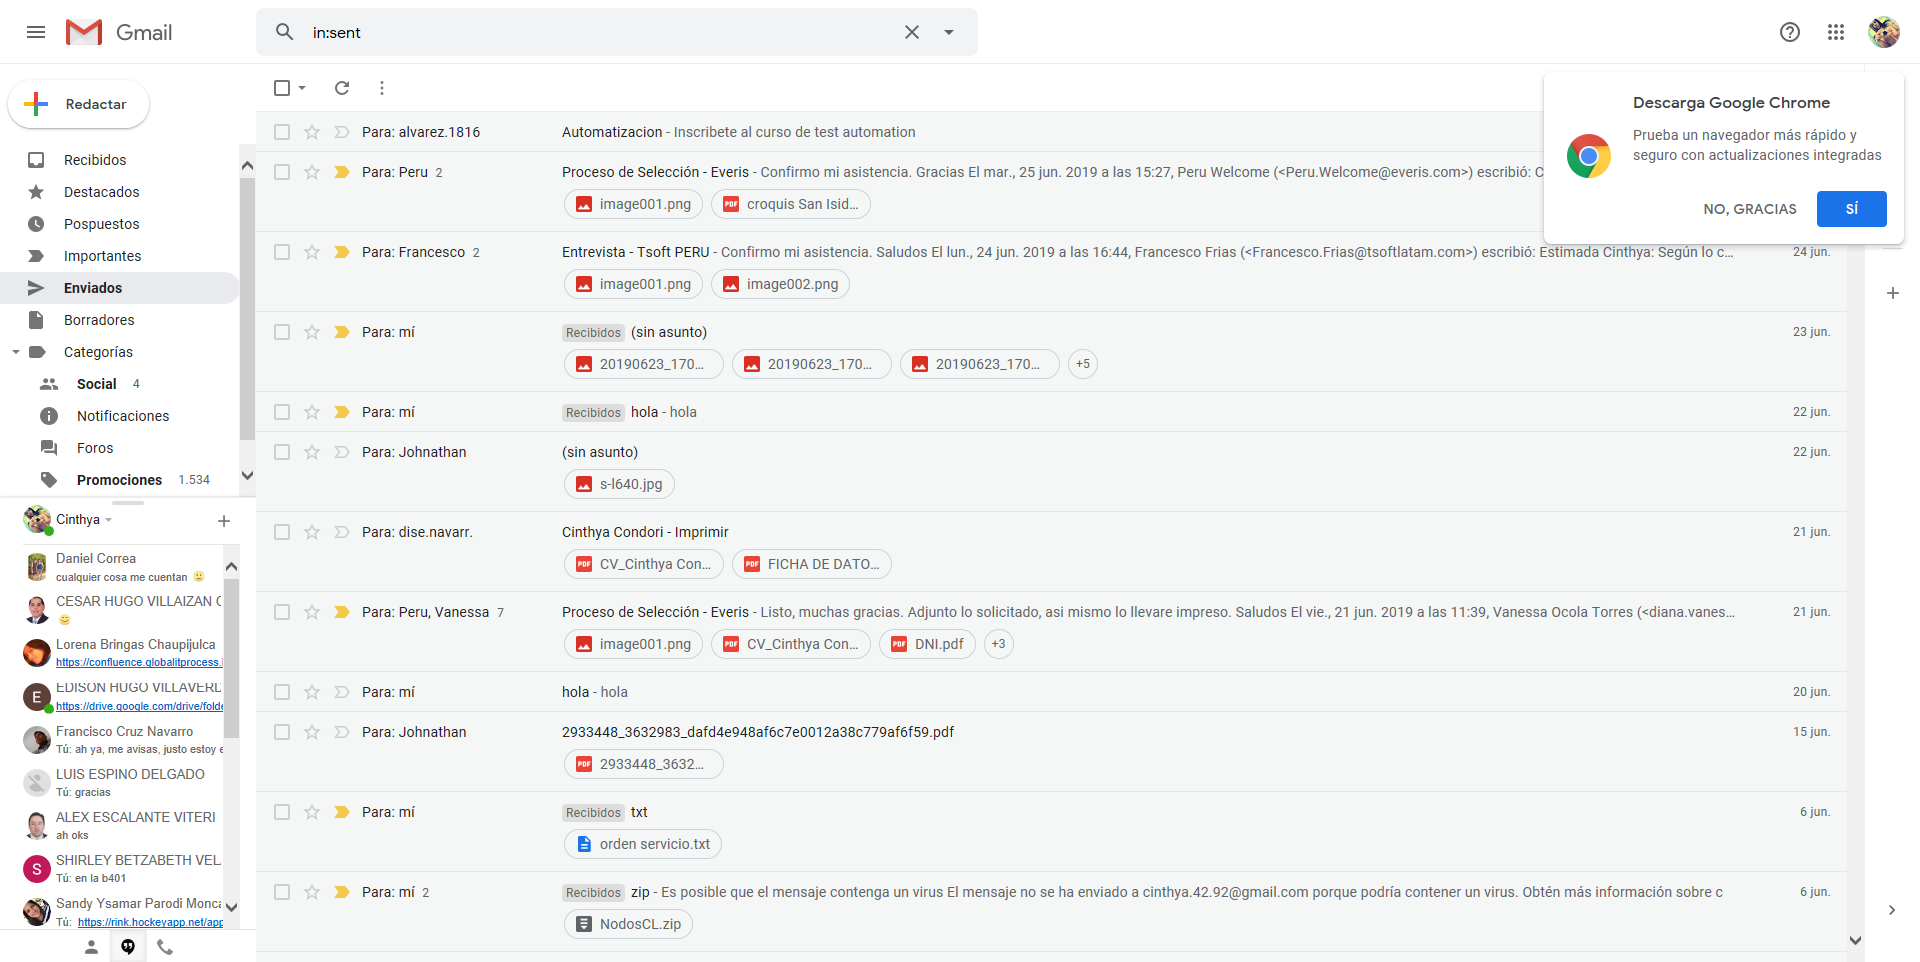 Gmail
in:sent
Redactar
Recibidos
Destacados
Pospuestos
Importantes
Enviados
Borradores
Categorías
Social 4
Notificaciones
Foros
Promociones 1.534
Cinthya
Daniel Correa
cualquier cosa me cuentan
CESAR HUGO VILLAIZAN
Lorena Bringas Chaupijulca
https://confluence.globalitprocess.
EDISON HUGO VILLAVERD
E
https://drive.google.com/drive/folde
Francisco Cruz Navarro
Tú: ah ya, me avisas, justo estoy e
LUIS ESPINO DELGADO
Tú: gracias
ALEX ESCALANTE VITERI
ah oks
SHIRLEY BETZABETH VEL
S
Tú: en la b401
Sandy Ysamar Parodi Monca
Tú: https://rink.hockeyapp.net/app
Para: alvarez.1816 Automatizacion - Inscribete al curso de test automation
Para: Peru 2 Proceso de Selección - Everis - Confirmo mi asistencia. Gracias El mar., 25 jun. 2019 a las 15:27, Peru Welcome (<Peru.Welcome@everis.com>) escribió: C
image001.png PDF croquis San Isid...
Para: Francesco 2 Entrevista - Tsoft PERU - Confirmo mi asistencia. Saludos El lun., 24 jun. 2019 a las 16:44, Francesco Frias (<Francesco.Frias@tsoftlatam.com>) escribió: Estimada Cinthya: Según lo c... 24 jun.
image001.png image002.png
Para: mí Recibidos (sin asunto) 23 jun.
20190623_170... 20190623_170... 20190623_170... +5
Para: mí Recibidos hola - hola 22 jun.
Para: Johnathan (sin asunto) 22 jun.
s-l640.jpg
Para: dise.navarr. Cinthya Condori - Imprimir 21 jun.
PDF CV_Cinthya Con... PDF FICHA DE DATO...
Para: Peru, Vanessa 7 Proceso de Selección - Everis - Listo, muchas gracias. Adjunto lo solicitado, asi mismo lo llevare impreso. Saludos El vie., 21 jun. 2019 a las 11:39, Vanessa Ocola Torres (<diana.vanes... 21 jun.
image001.png PDF CV_Cinthya Con... PDF DNI.pdf +3
Para: mí hola - hola 20 jun.
Para: Johnathan 2933448_3632983_dafd4e948af6c7e0012a38c779af6f59.pdf 15 jun.
PDF 2933448_3632...
Para: mí Recibidos txt 6 jun.
orden servicio.txt
Para: mí 2 Recibidos zip - Es posible que el mensaje contenga un virus El mensaje no se ha enviado a cinthya.42.92@gmail.com porque podría contener un virus. Obtén más información sobre c 6 jun.
NodosCL.zip
Descarga Google Chrome
Prueba un navegador más rápido y
seguro con actualizaciones integradas
NO, GRACIAS SÍ